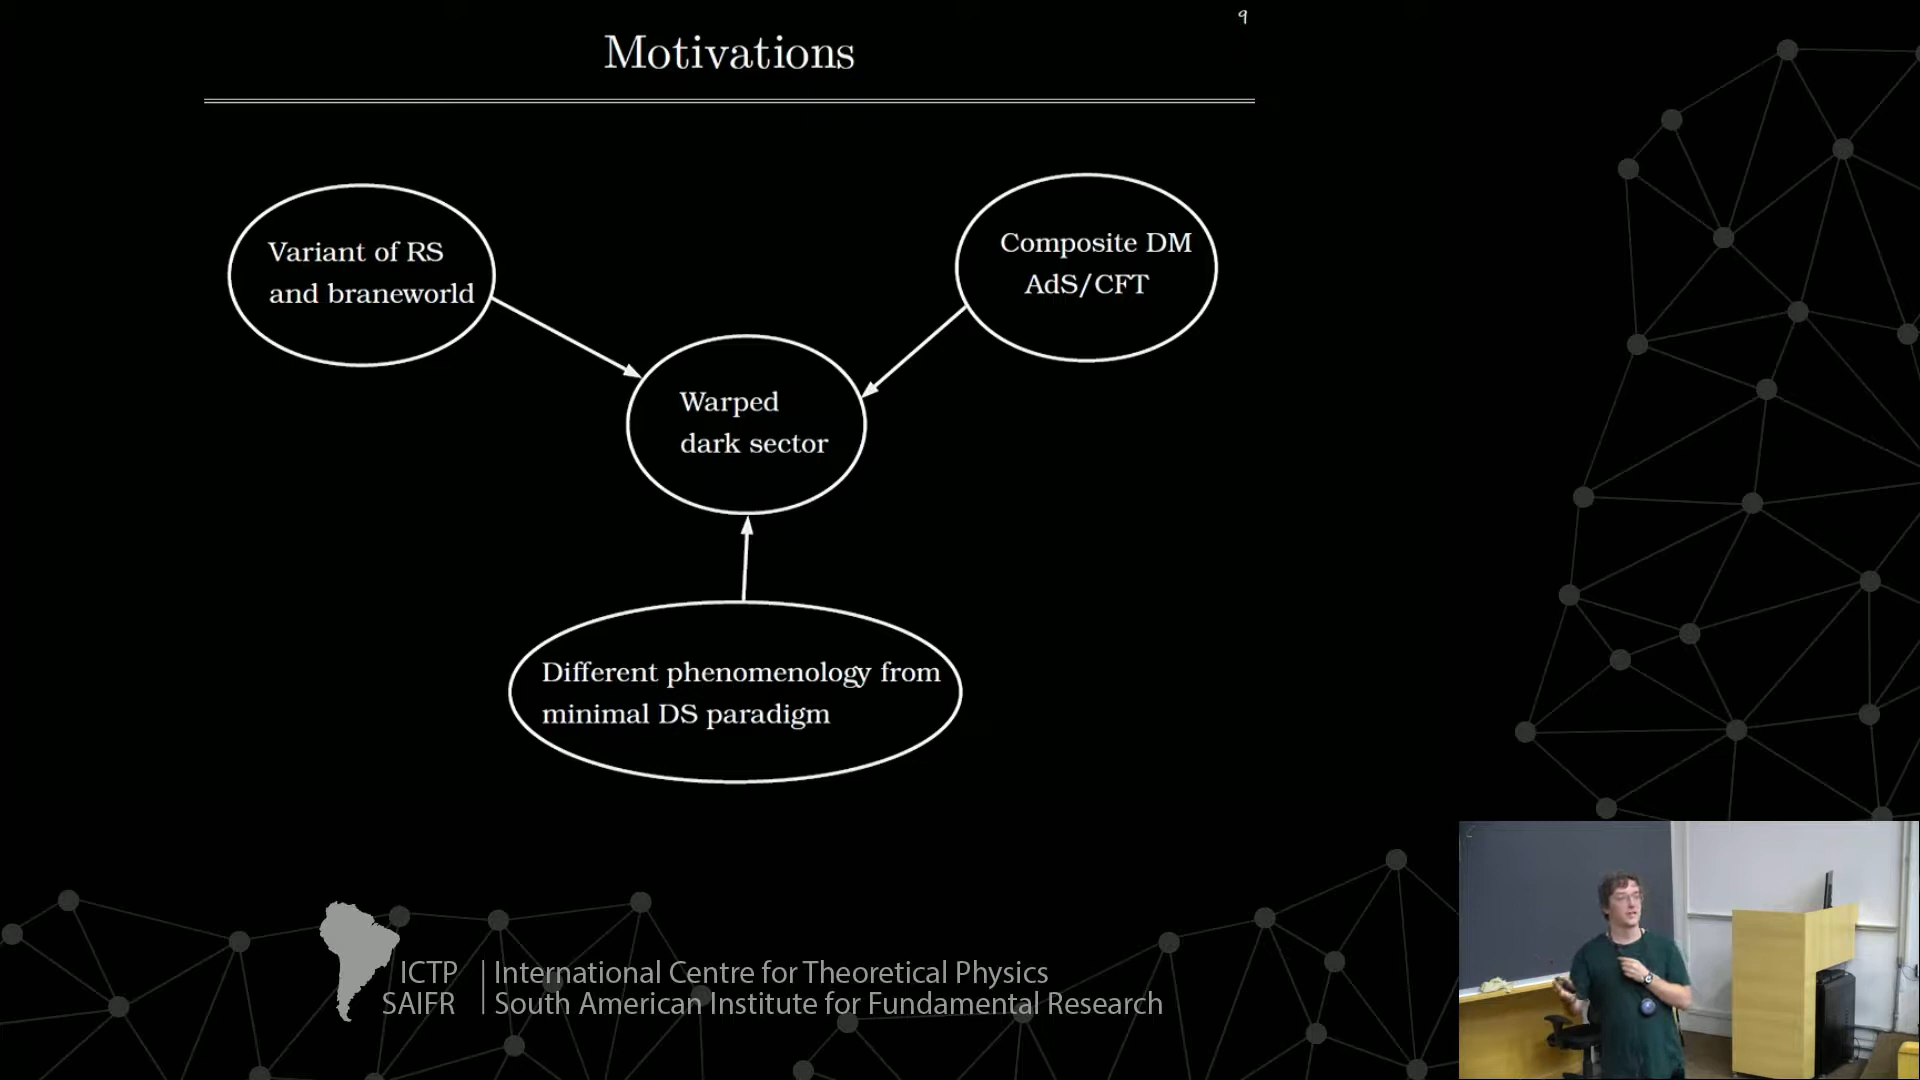 9
Motivations
Variant of RS
and braneworld
Composite DM
AdS/CFT
Warped
dark sector
Different phenomenology from
minimal DS paradigm
ICTP
SAIFR
International Centre for Theoretical Physics
South American Institute for Fundamental Research